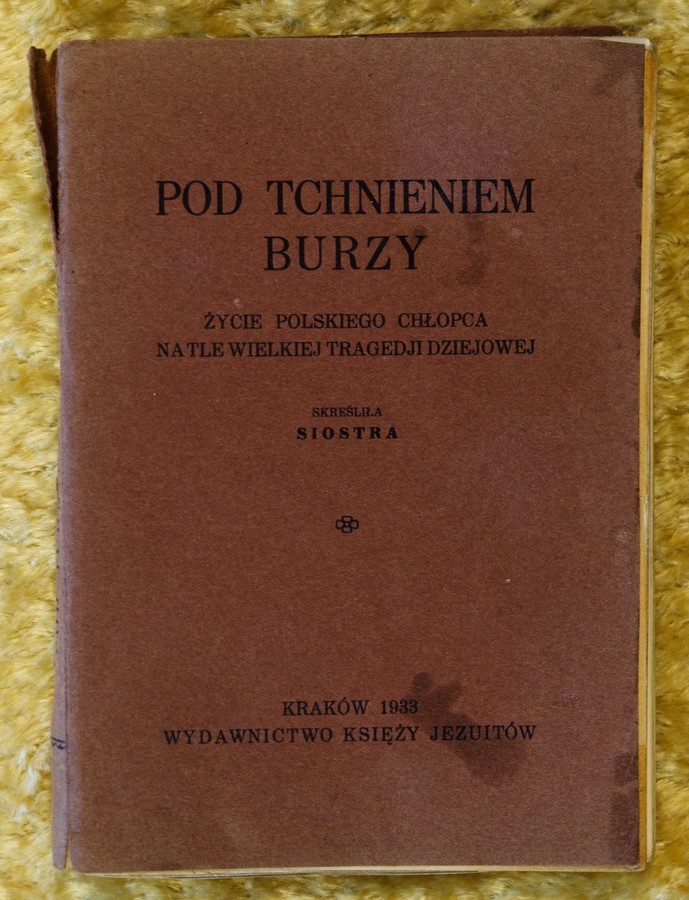 POD TCHNIENIEM
BURZY
ŻYCIE POLSKIEGO CHŁOPCA
NA TLE WIELKIEJ TRAGEDJI DZIEJOWEJ
SKREŚLIŁA
SIOSTRA
KRAKÓW 1933
WYDAWNICTWO KSIĘŻY JEZUITÓW